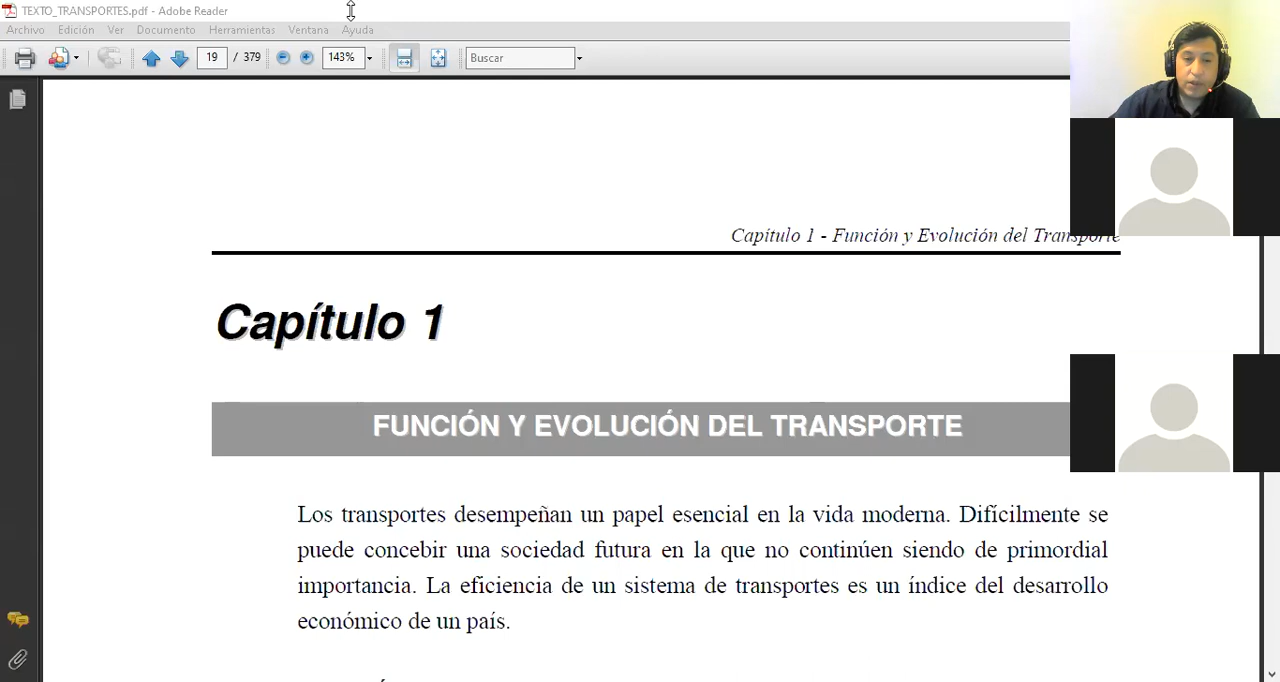 TEXTO_TRANSPORTES.pdf - Adobe Reader
Archivo Edición Ver Documento Herramientas Ventana Ayuda
19 / 379 143% Buscar
Capítulo 1 - Función y Evolución del Transporte
Capítulo 1
FUNCIÓN Y EVOLUCIÓN DEL TRANSPORTE
Los transportes desempeñan un papel esencial en la vida moderna. Difícilmente se
puede concebir una sociedad futura en la que no continúen siendo de primordial
importancia. La eficiencia de un sistema de transportes es un índice del desarrollo
económico de un país.